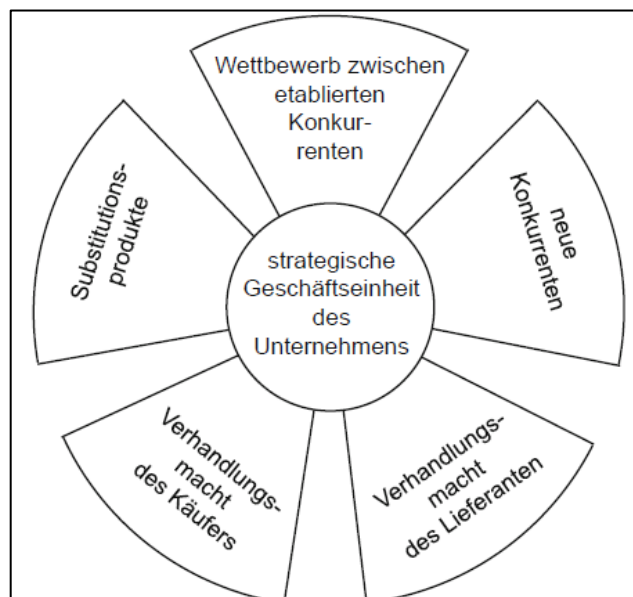 Wettbewerb zwischen
etablierten
Konkur-
renten
neue
Konkurrenten
Verhandlungs-
macht
des Lieferanten
Verhandlungs-
macht
des Käufers
Substitutions-
produkte
strategische
Geschäftseinheit
des
Unternehmens